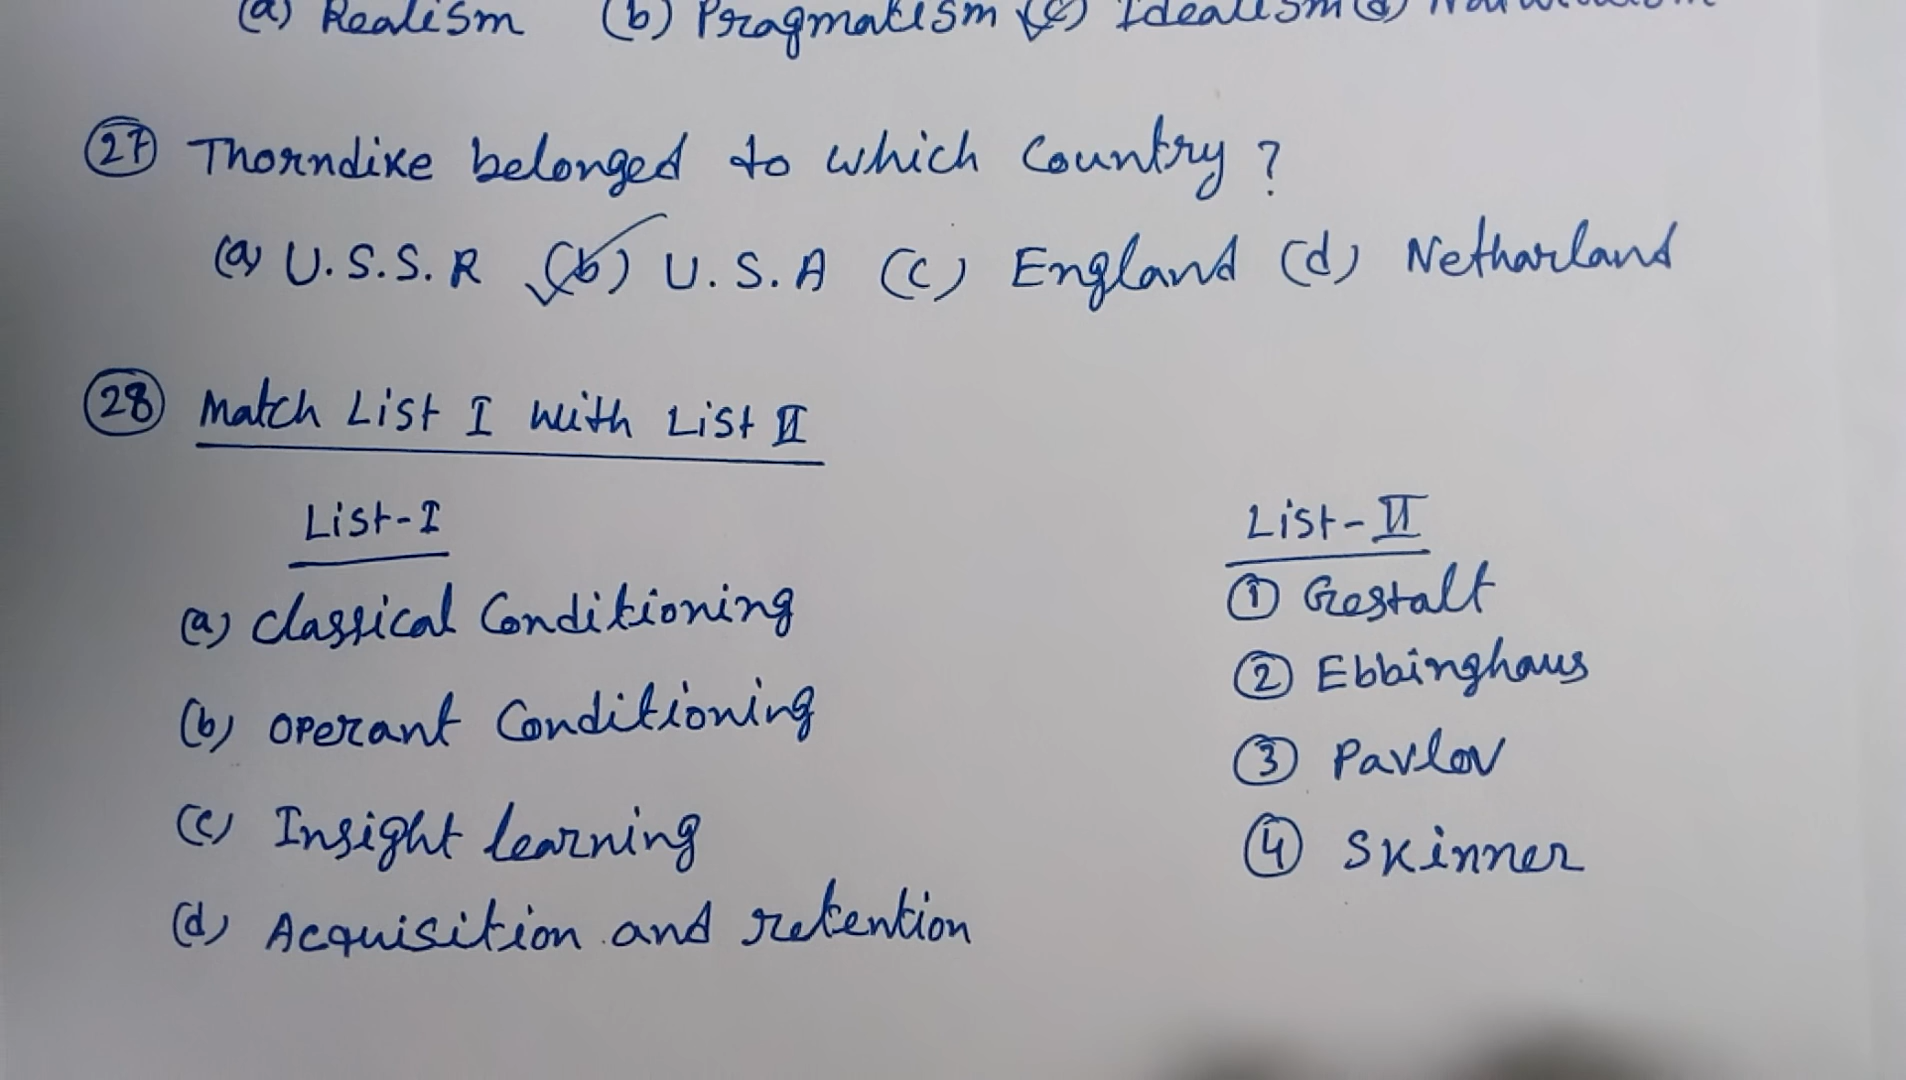 (a) Realism (b) Pragmatism (c) Idealism (d)
(27) Thorndike belonged to which Country ?
(a) U.S.S.R (b) U.S.A (c) England (d) Netharland
(28) Match List I with List II
List-I List-II
(a) Classical Conditioning (1) Gestalt
(b) Operant Conditioning (2) Ebbinghaus
(c) Insight learning (3) Pavlov
(d) Acquisition and retention (4) Skinner